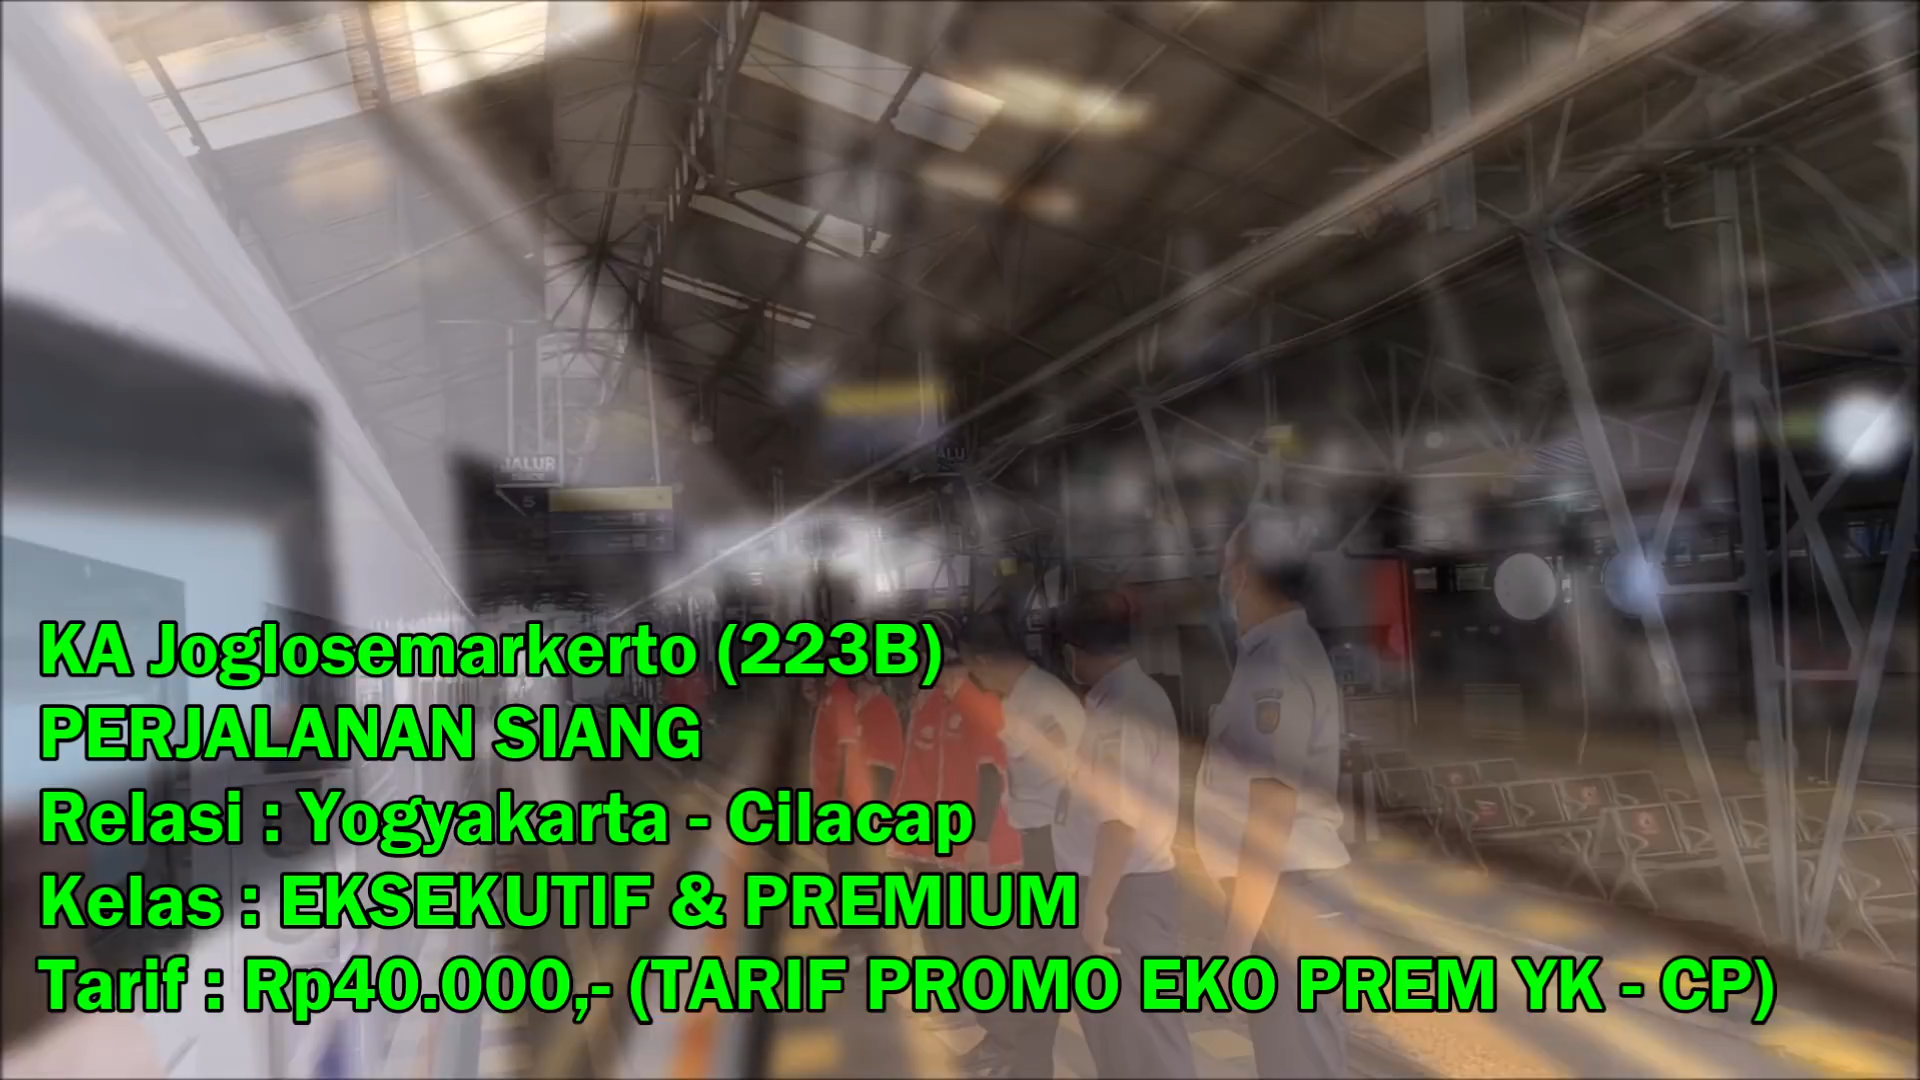 JALUR
5
KA Joglosemarkerto (223B)
PERJALANAN SIANG
Relasi : Yogyakarta - Cilacap
Kelas : EKSEKUTIF & PREMIUM
Tarif : Rp40.000,- (TARIF PROMO EKO PREM YK - CP)